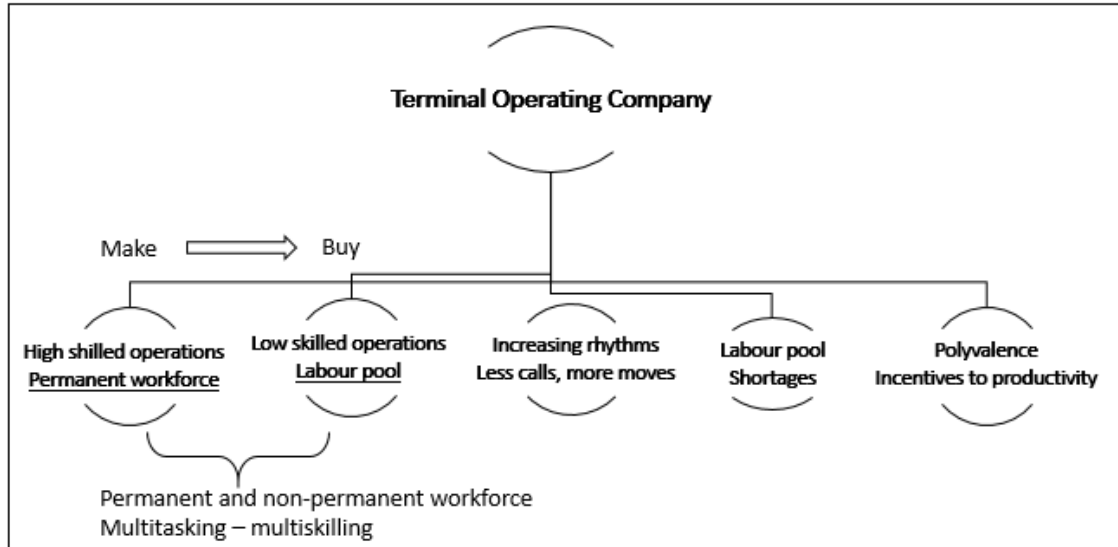 Terminal Operating Company
Make
Buy
High shilled operations
Permanent workforce
Low skilled operations
Labour pool
Increasing rhythms
Less calls, more moves
Labour pool
Shortages
Polyvalence
Incentives to productivity
Permanent and non-permanent workforce
Multitasking – multiskilling